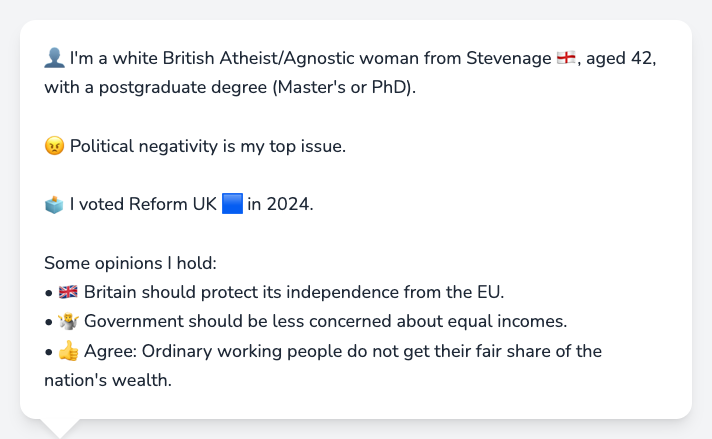 👤 I'm a white British Atheist/Agnostic woman from Stevenage 🏴󠁧󠁢󠁥󠁮󠁧󠁿, aged 42,
with a postgraduate degree (Master's or PhD).
😠 Political negativity is my top issue.
🗳️ I voted Reform UK 🟦 in 2024.
Some opinions I hold:
• 🇬🇧 Britain should protect its independence from the EU.
• 🤷 Government should be less concerned about equal incomes.
• 👍 Agree: Ordinary working people do not get their fair share of the
nation's wealth.